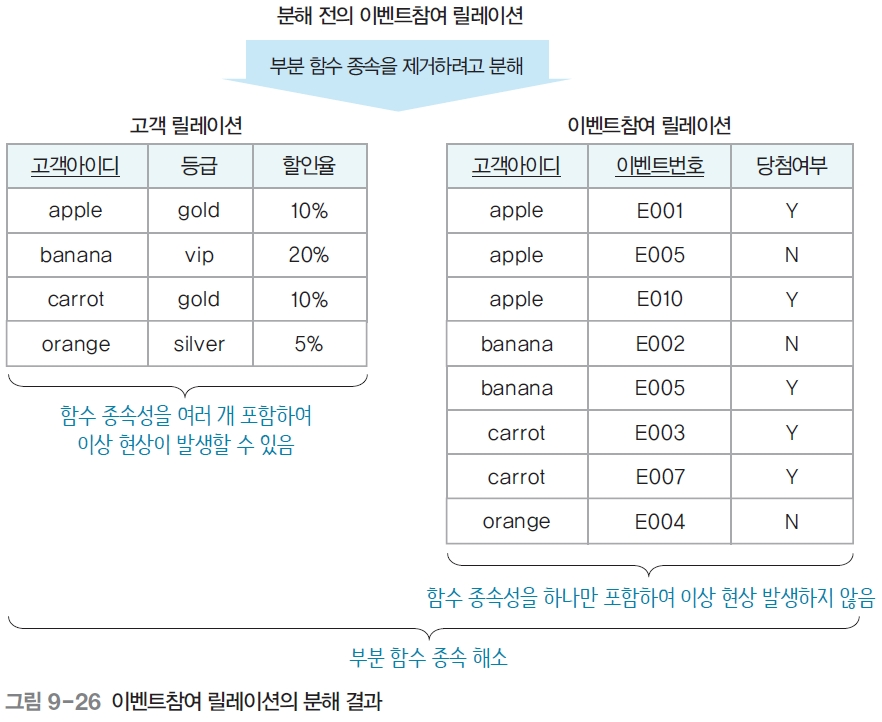 분해 전의 이벤트참여 릴레이션
부분 함수 종속을 제거하려고 분해
고객 릴레이션
고객아이디 등급 할인율
apple gold 10%
banana vip 20%
carrot gold 10%
orange silver 5%
함수 종속성을 여러 개 포함하여
이상 현상이 발생할 수 있음
이벤트참여 릴레이션
고객아이디 이벤트번호 당첨여부
apple E001 Y
apple E005 N
apple E010 Y
banana E002 N
banana E005 Y
carrot E003 Y
carrot E007 Y
orange E004 N
함수 종속성을 하나만 포함하여 이상 현상 발생하지 않음
부분 함수 종속 해소
그림 9-26 이벤트참여 릴레이션의 분해 결과